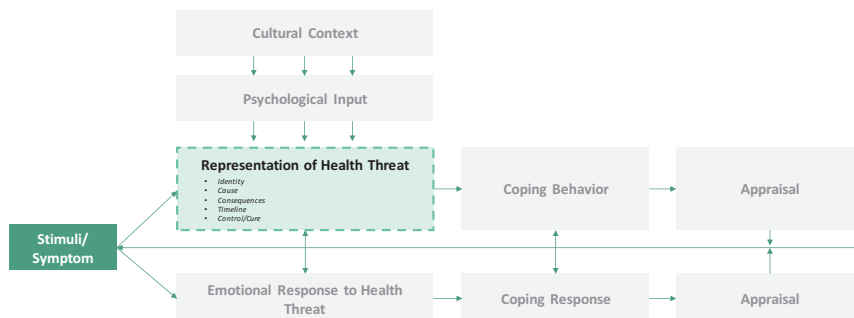 Cultural Context
Psychological Input
Representation of Health Threat
• Identity
• Cause
• Consequences
• Timeline
• Control/Cure
Coping Behavior
Appraisal
Stimuli/
Symptom
Emotional Response to Health
Threat
Coping Response
Appraisal